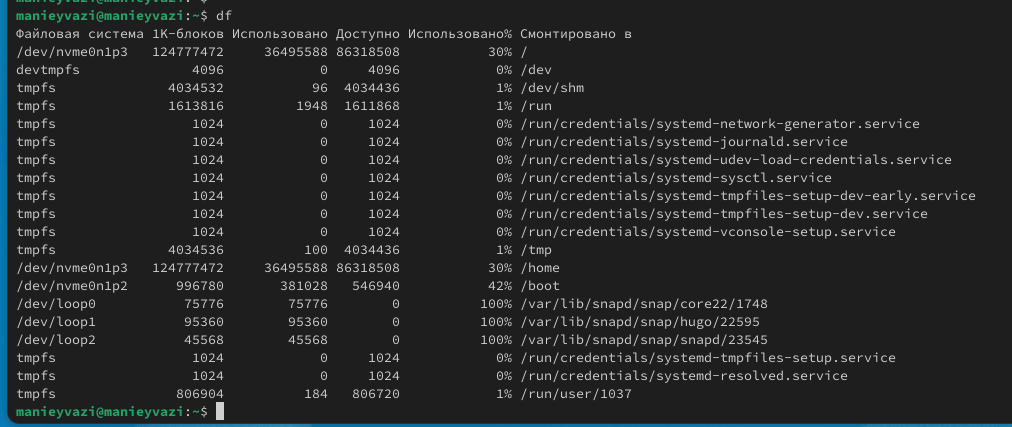 manieyvazi@manieyvazi:~$ df
Файловая система 1K-блоков Использовано Доступно Использовано% Смонтировано в
/dev/nvme0n1p3 124777472 36495588 86318508 30% /
devtmpfs 4096 0 4096 0% /dev
tmpfs 4034532 96 4034436 1% /dev/shm
tmpfs 1613816 1948 1611868 1% /run
tmpfs 1024 0 1024 0% /run/credentials/systemd-network-generator.service
tmpfs 1024 0 1024 0% /run/credentials/systemd-journald.service
tmpfs 1024 0 1024 0% /run/credentials/systemd-udev-load-credentials.service
tmpfs 1024 0 1024 0% /run/credentials/systemd-sysctl.service
tmpfs 1024 0 1024 0% /run/credentials/systemd-tmpfiles-setup-dev-early.service
tmpfs 1024 0 1024 0% /run/credentials/systemd-tmpfiles-setup-dev.service
tmpfs 1024 0 1024 0% /run/credentials/systemd-vconsole-setup.service
tmpfs 4034536 100 4034436 1% /tmp
/dev/nvme0n1p3 124777472 36495588 86318508 30% /home
/dev/nvme0n1p2 996780 381028 546940 42% /boot
/dev/loop0 75776 75776 0 100% /var/lib/snapd/snap/core22/1748
/dev/loop1 95360 95360 0 100% /var/lib/snapd/snap/hugo/22595
/dev/loop2 45568 45568 0 100% /var/lib/snapd/snap/snapd/23545
tmpfs 1024 0 1024 0% /run/credentials/systemd-tmpfiles-setup.service
tmpfs 1024 0 1024 0% /run/credentials/systemd-resolved.service
tmpfs 806904 184 806720 1% /run/user/1037
manieyvazi@manieyvazi:~$